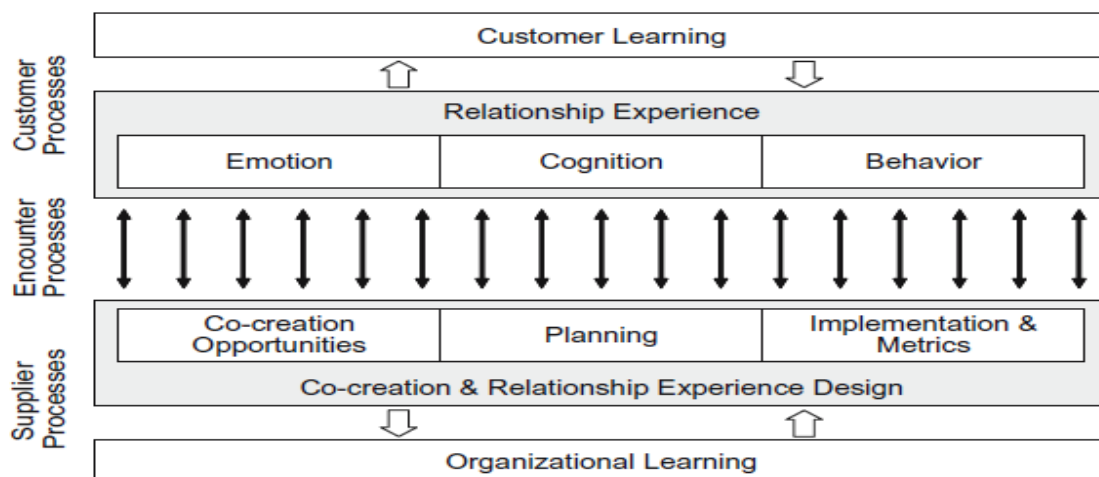 Customer Learning
Customer
Processes
Relationship Experience
Emotion
Cognition
Behavior
Encounter
Processes
Co-creation
Opportunities
Planning
Implementation &
Metrics
Co-creation & Relationship Experience Design
Supplier
Processes
Organizational Learning